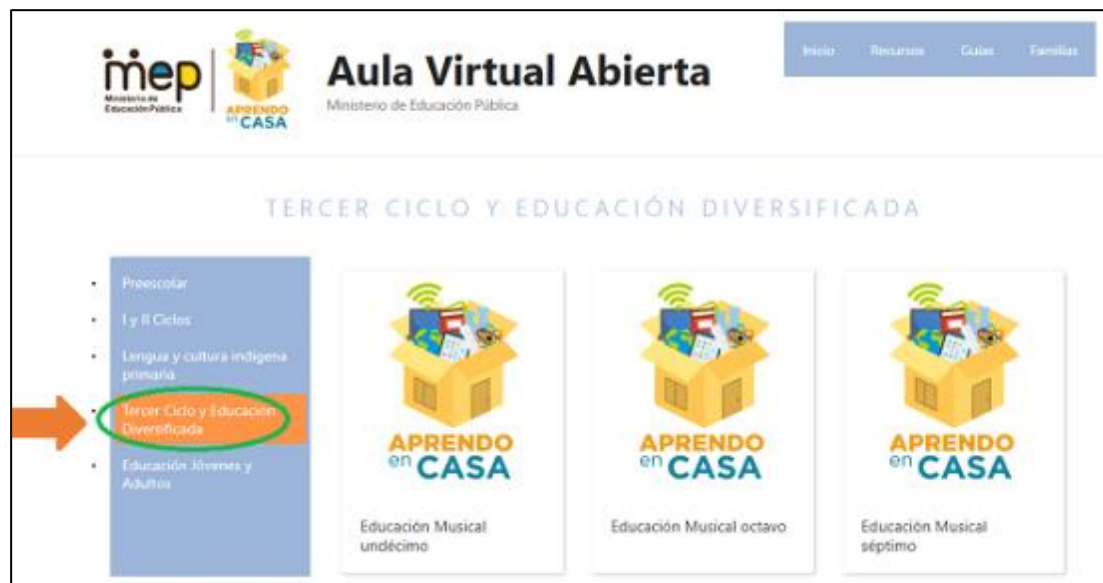 mep
Ministerio de
Educación Pública
APRENDO
en CASA
Aula Virtual Abierta
Ministerio de Educación Pública
Inicio Recursos Guías Familias
TERCER CICLO Y EDUCACIÓN DIVERSIFICADA
Preescolar
I y II Ciclos
Lengua y cultura indígena
primaria
Tercer Ciclo y Educación
Diversificada
Educación Jóvenes y
Adultos
APRENDO
en CASA
Educación Musical
undécimo
APRENDO
en CASA
Educación Musical octavo
APRENDO
en CASA
Educación Musical
séptimo